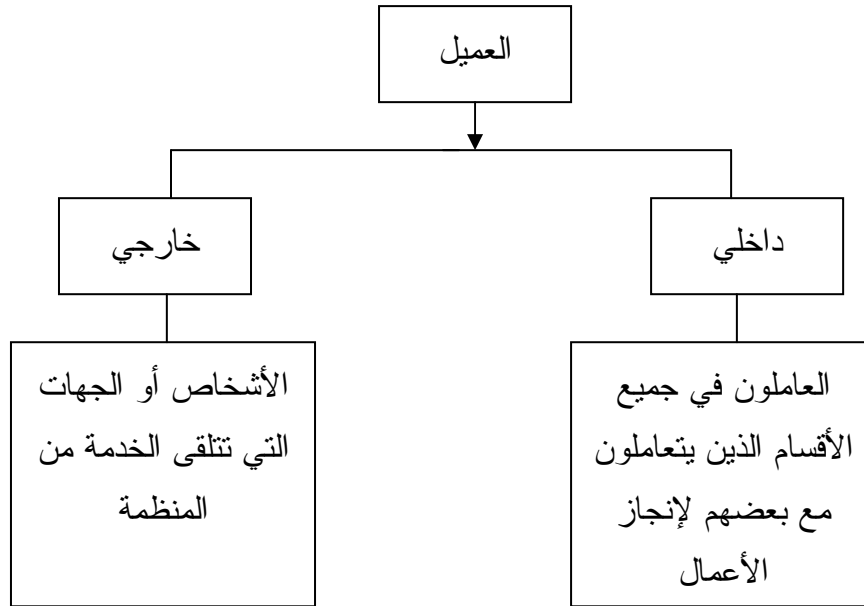 العميل
داخلي
خارجي
العاملون في جميع
الأقسام الذين يتعاملون
مع بعضهم لإنجاز
الأعمال
الأشخاص أو الجهات
التي تتلقى الخدمة من
المنظمة